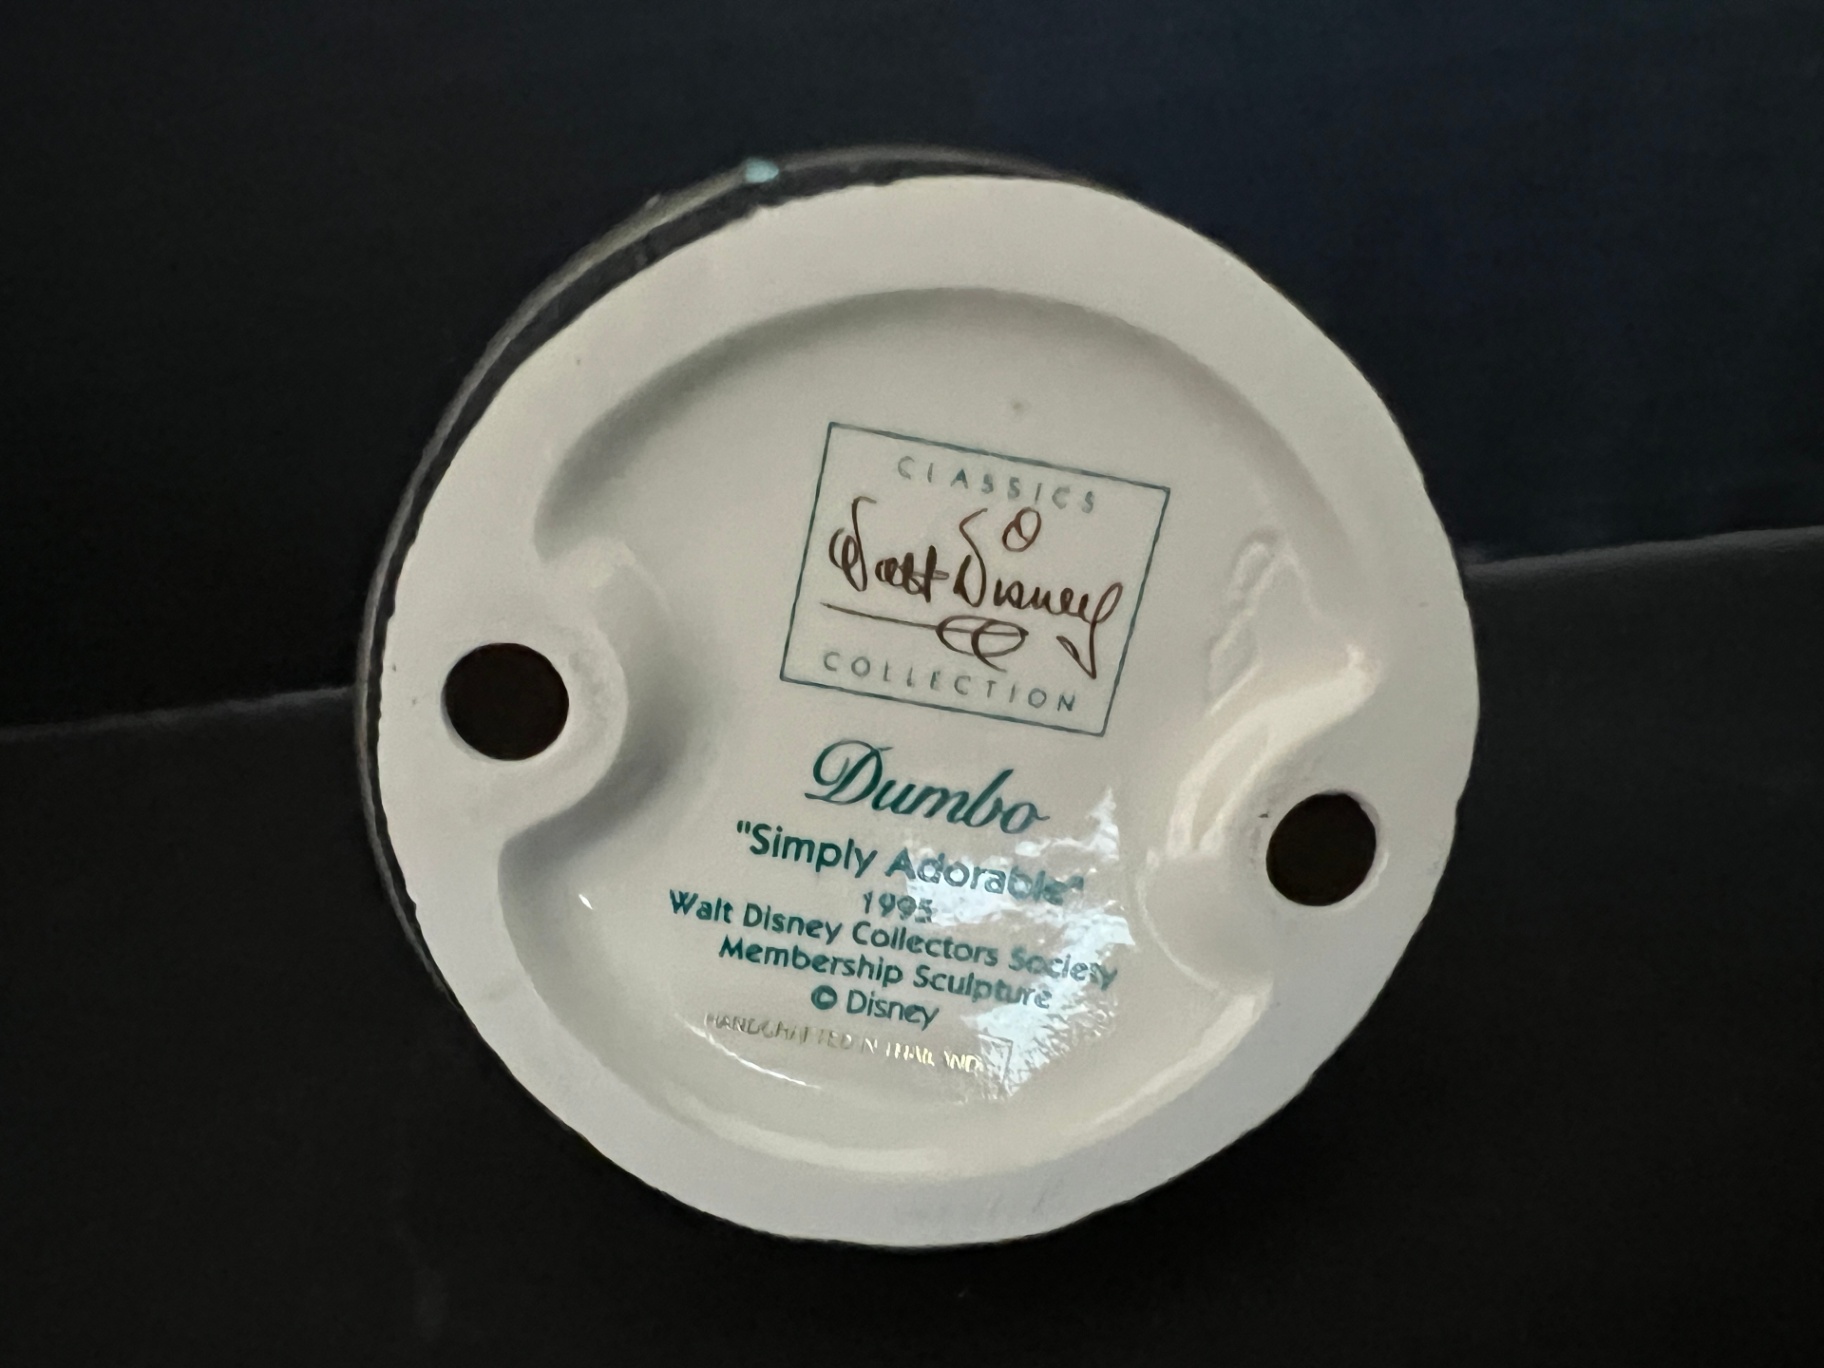 CLASSICS
Walt Disney
COLLECTION
Dumbo
"Simply Adorable"
1995
Walt Disney Collectors Society
Membership Sculpture
© Disney
HANDCRAFTED IN THAILAND